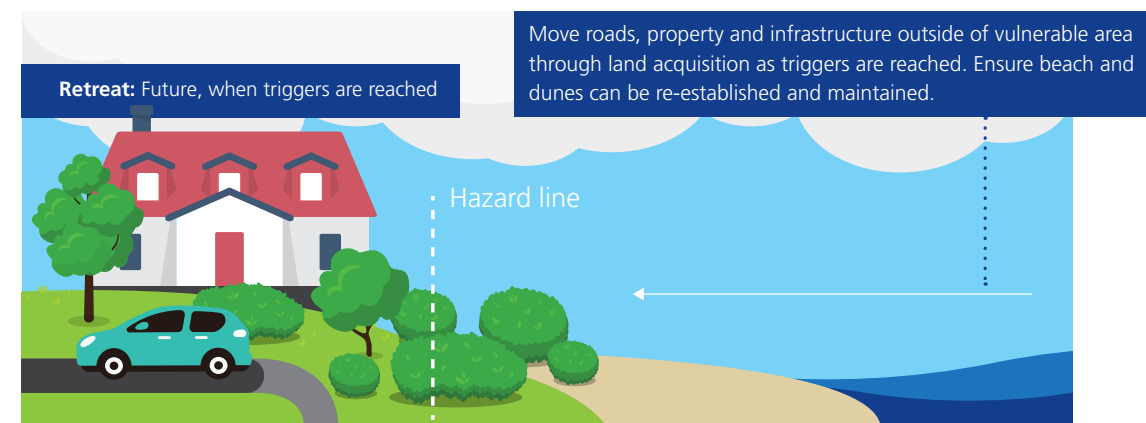 Move roads, property and infrastructure outside of vulnerable area
through land acquisition as triggers are reached. Ensure beach and
dunes can be re-established and maintained.
Retreat: Future, when triggers are reached
Hazard line